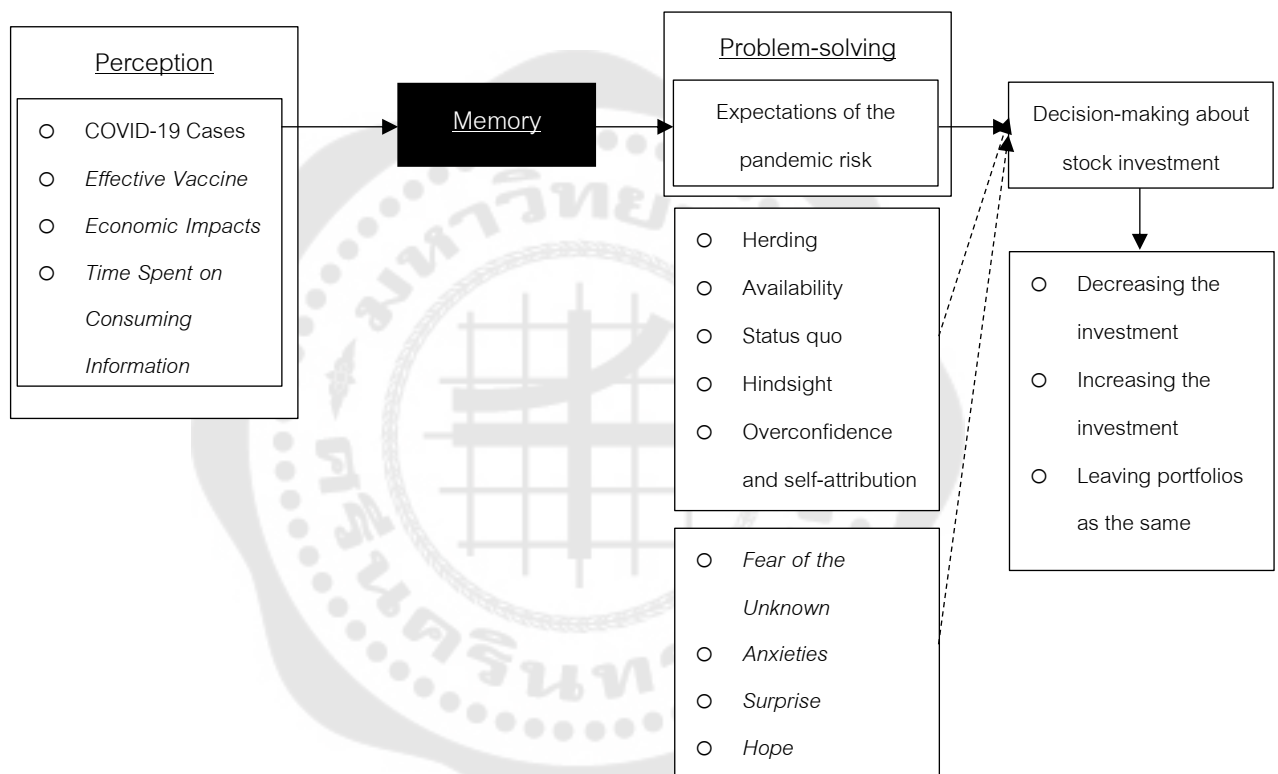 Perception
COVID-19 Cases
Effective Vaccine
Economic Impacts
Time Spent on
Consuming
Information
Memory
Problem-solving
Expectations of the
pandemic risk
Herding
Availability
Status quo
Hindsight
Overconfidence
and self-attribution
Fear of the
Unknown
Anxieties
Surprise
Hope
Decision-making about
stock investment
Decreasing the
investment
Increasing the
investment
Leaving portfolios
as the same